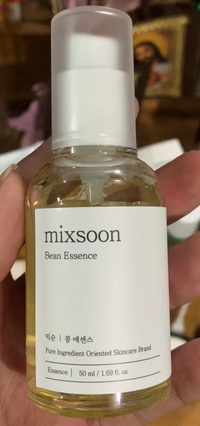 mixsoon
Bean Essence
믹순 | 콩 에센스
Pure Ingredient Oriented Skincare Brand
Essence | 50 ml / 1.69 fl. oz.